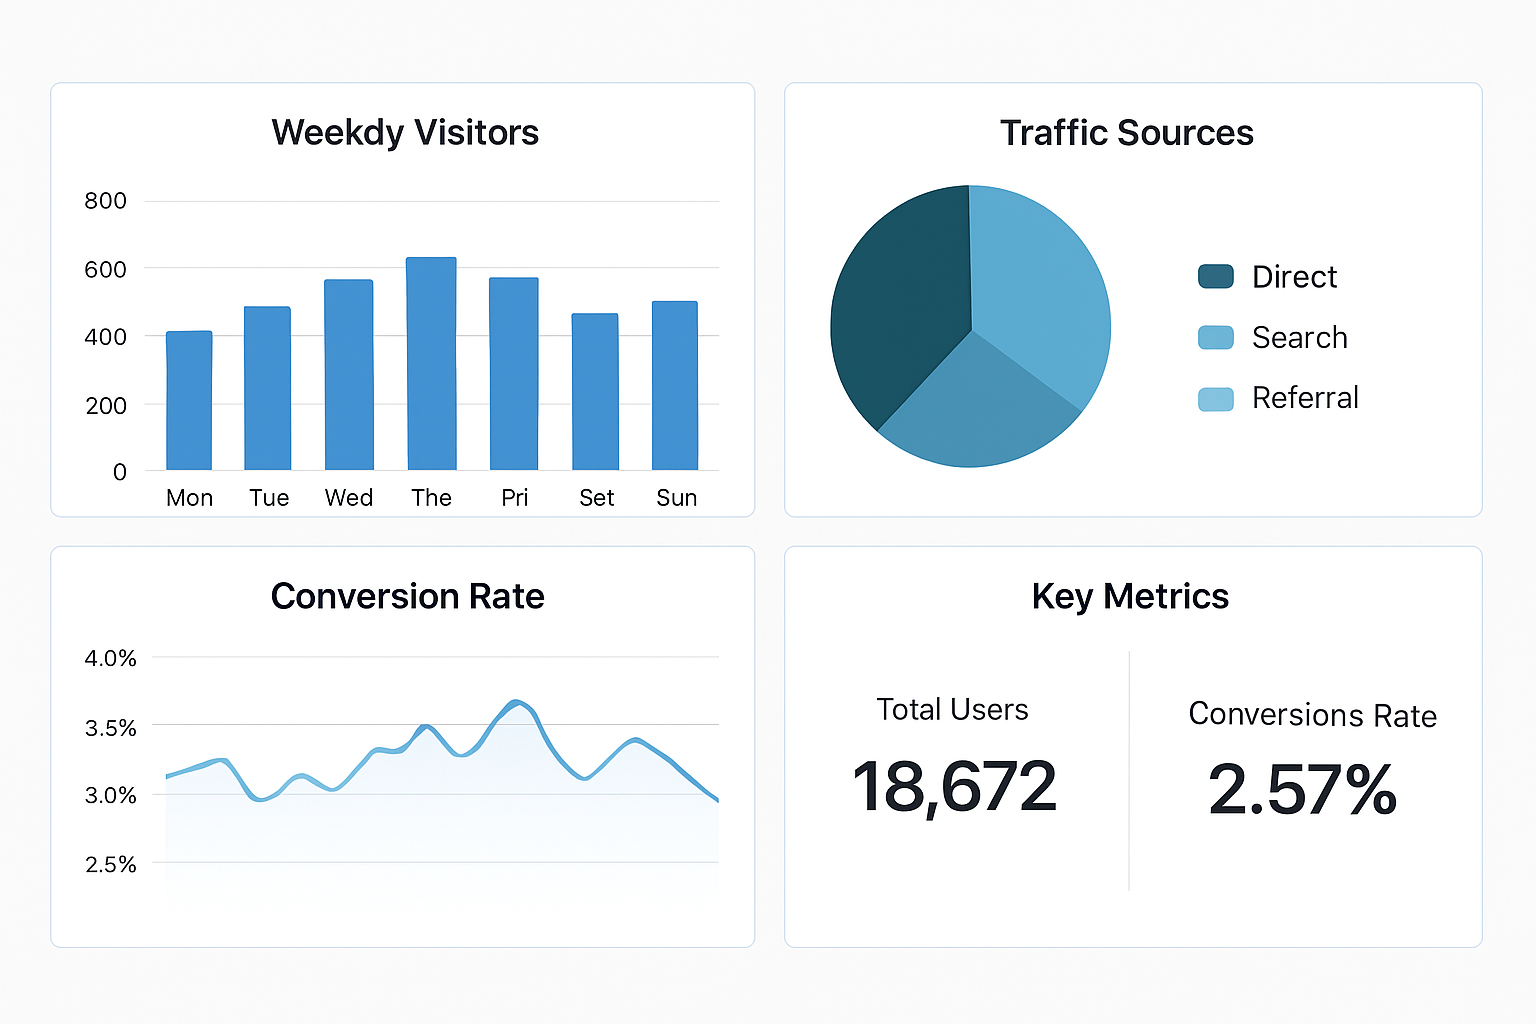 Weekdy Visitors
800
600
400
200
0
Mon Tue Wed The Pri Set Sun
Traffic Sources
Direct
Search
Referral
Conversion Rate
4.0%
3.5%
3.0%
2.5%
Key Metrics
Total Users
18,672
Conversions Rate
2.57%